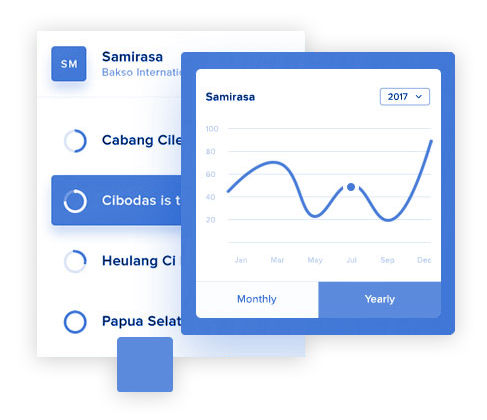 SM
Samirasa
Bakso Internatio
Cabang Cile
Cibodas is t
Heulang Ci
Papua Selat
Samirasa
2017
100
80
60
40
20
Jan Mar May Jul Sep Dec
Monthly Yearly